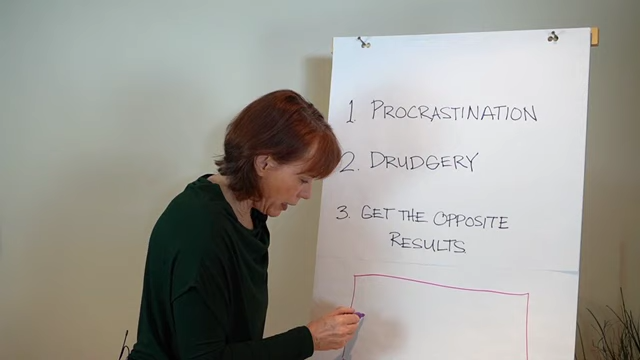 1. PROCRASTINATION
2. DRUDGERY
3. GET THE OPPOSITE
RESULTS